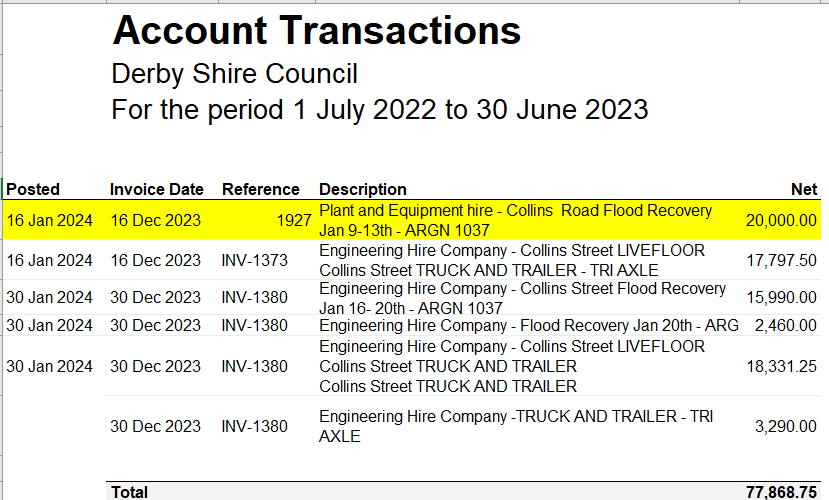 Account Transactions
Derby Shire Council
For the period 1 July 2022 to 30 June 2023
Posted Invoice Date Reference Description Net
16 Jan 2024 16 Dec 2023 1927 Plant and Equipment hire - Collins Road Flood Recovery 20,000.00
Jan 9-13th - ARGN 1037
16 Jan 2024 16 Dec 2023 INV-1373 Engineering Hire Company - Collins Street LIVEFLOOR 17,797.50
Collins Street TRUCK AND TRAILER - TRI AXLE
30 Jan 2024 30 Dec 2023 INV-1380 Engineering Hire Company - Collins Street Flood Recovery 15,990.00
Jan 16- 20th - ARGN 1037
30 Jan 2024 30 Dec 2023 INV-1380 Engineering Hire Company - Flood Recovery Jan 20th - ARG 2,460.00
Engineering Hire Company - Collins Street LIVEFLOOR
30 Jan 2024 30 Dec 2023 INV-1380 Collins Street TRUCK AND TRAILER 18,331.25
Collins Street TRUCK AND TRAILER
30 Dec 2023 INV-1380 Engineering Hire Company -TRUCK AND TRAILER - TRI 3,290.00
AXLE
Total 77,868.75